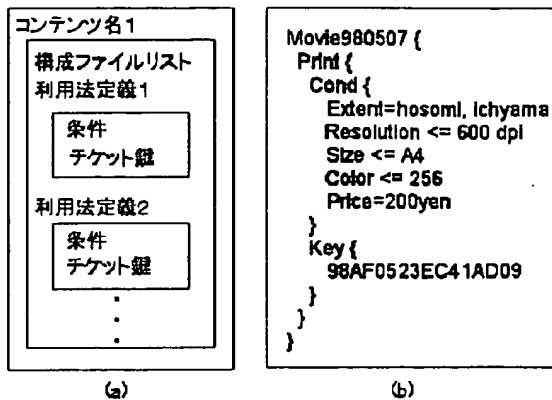 コンテンツ名1
構成ファイルリスト
利用法定義1
条件
チケット鍵
利用法定義2
条件
チケット鍵
(a)
Movie980507 {
Print {
Cond {
Extent=hosomi, ichyama
Resolution <= 600 dpi
Size <= A4
Color <= 256
Price=200yen
}
Key {
98AF0523EC41AD09
}
}
}
(b)